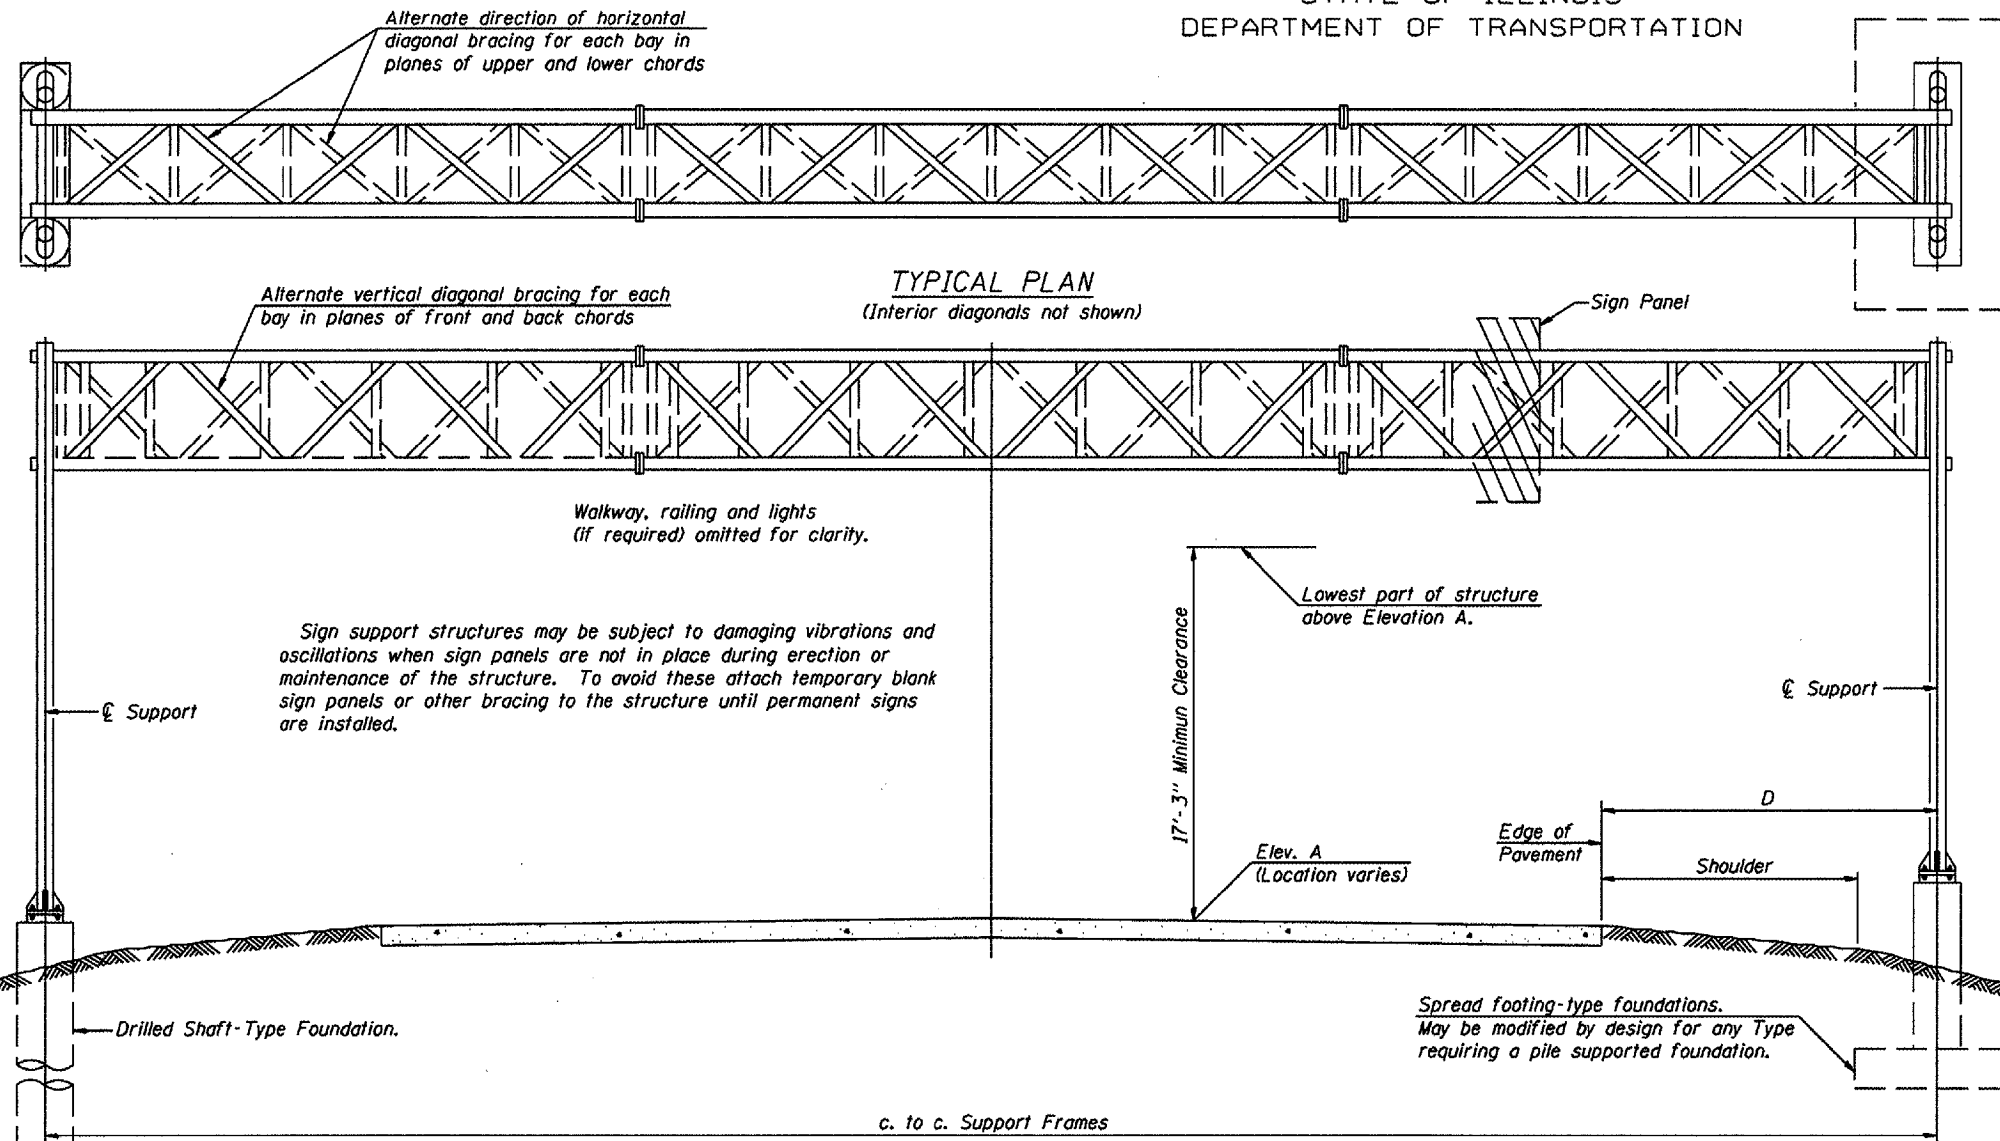 STATE OF ILLINOIS
DEPARTMENT OF TRANSPORTATION
Alternate direction of horizontal
diagonal bracing for each bay in
planes of upper and lower chords
TYPICAL PLAN
(Interior diagonals not shown)
Alternate vertical diagonal bracing for each
bay in planes of front and back chords
Sign Panel
Walkway, railing and lights
(if required) omitted for clarity.
Lowest part of structure
above Elevation A.
Sign support structures may be subject to damaging vibrations and
oscillations when sign panels are not in place during erection or
maintenance of the structure. To avoid these attach temporary blank
sign panels or other bracing to the structure until permanent signs
are installed.
℄ Support
℄ Support
17'-3" Minimun Clearance
D
Edge of
Pavement
Shoulder
Elev. A
(Location varies)
Drilled Shaft-Type Foundation.
Spread footing-type foundations.
May be modified by design for any Type
requiring a pile supported foundation.
c. to c. Support Frames